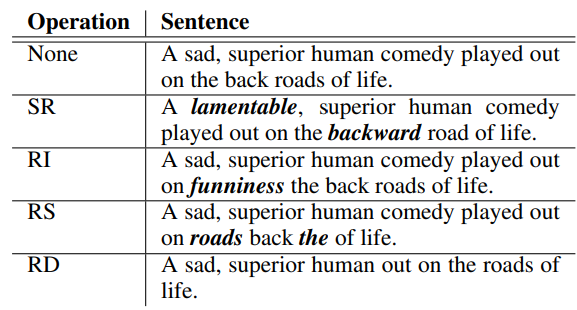 Operation Sentence
None A sad, superior human comedy played out
on the back roads of life.
SR A lamentable, superior human comedy
played out on the backward road of life.
RI A sad, superior human comedy played out
on funniness the back roads of life.
RS A sad, superior human comedy played out
on roads back the of life.
RD A sad, superior human out on the roads of
life.